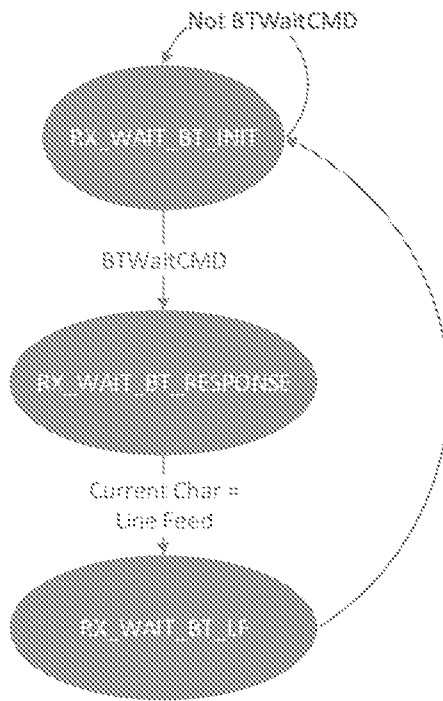 Not BTWaitCMD
RX_WAIT_BT_INIT
BTWaitCMD
RX_WAIT_BT_RESPONSE
Current Char =
Line Feed
RX_WAIT_BT_LF